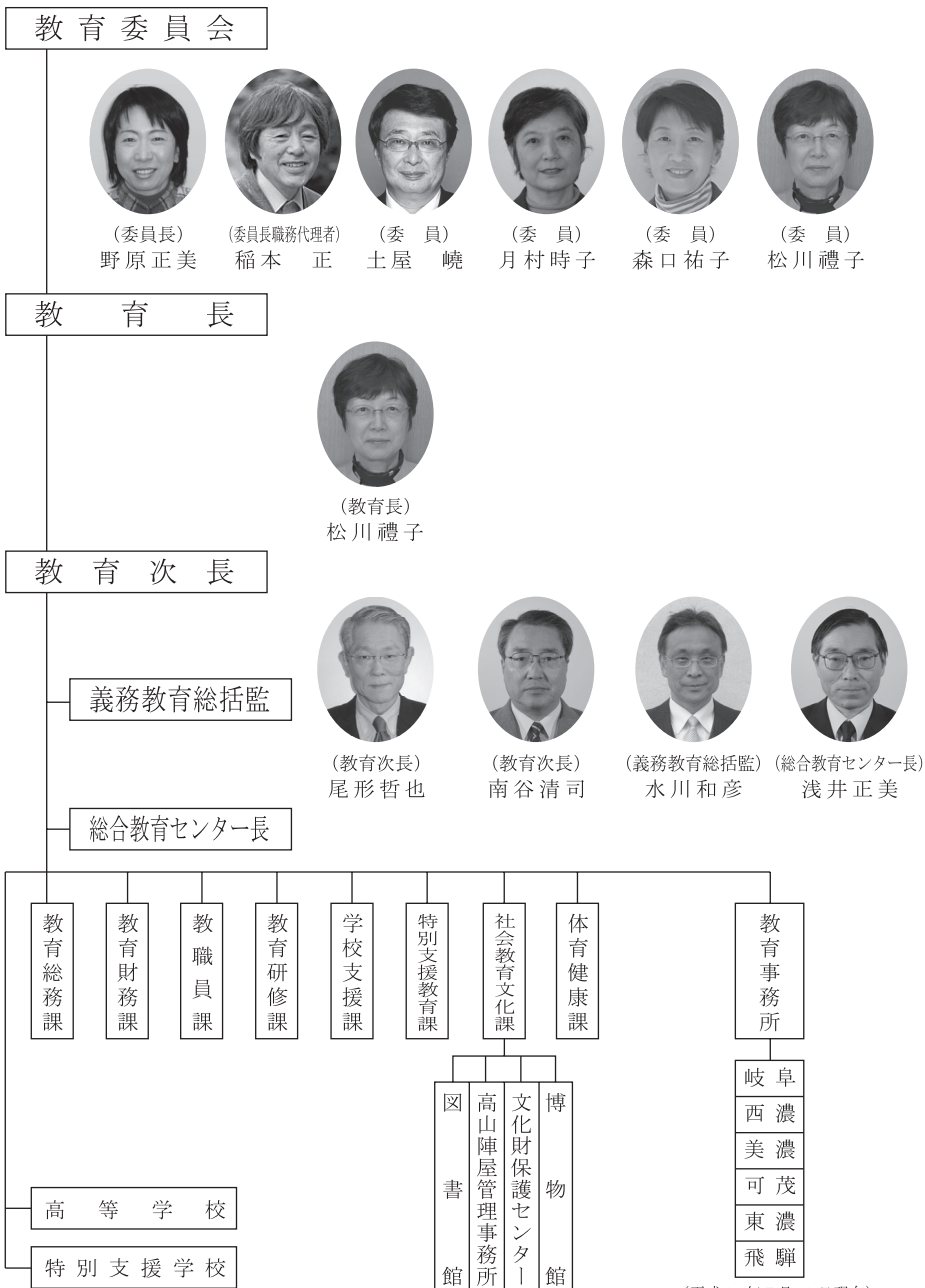 教育委員会
(委員長)
野原正美
(委員長職務代理者)
稲本 正
(委 員)
土屋 嶢
(委 員)
月村時子
(委 員)
森口祐子
(委 員)
松川禮子
教育長
(教育長)
松川禮子
教育次長
義務教育総括監
総合教育センター長
(教育次長)
尾形哲也
(教育次長)
南谷清司
(義務教育総括監)
水川和彦
(総合教育センター長)
浅井正美
教育総務課
教育財務課
教職員課
教育研修課
学校支援課
特別支援教育課
社会教育文化課
体育健康課
教育事務所
図書館
高山陣屋管理事務所
文化財保護センター
博物館
岐阜
西濃
美濃
可茂
東濃
飛騨
高等学校
特別支援学校